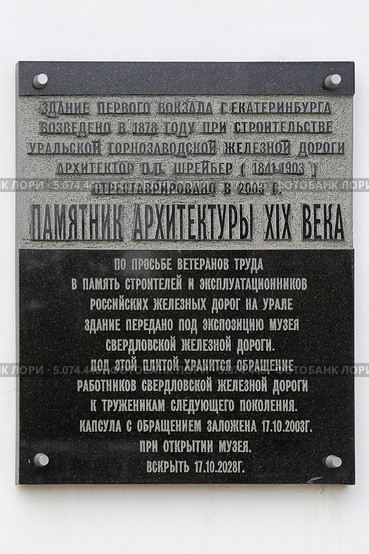 ЗДАНИЕ ПЕРВОГО ВОКЗАЛА Г.ЕКАТЕРИНБУРГА
ВОЗВЕДЕНО В 1878 ГОДУ ПРИ СТРОИТЕЛЬСТВЕ
УРАЛЬСКОЙ ГОРНОЗАВОДСКОЙ ЖЕЛЕЗНОЙ ДОРОГИ
АРХИТЕКТОР П.П. ШРЕЙБЕР ( 1841-1903 )
ОТРЕСТАВРИРОВАНО В 2003 Г.
ПАМЯТНИК АРХИТЕКТУРЫ XIX ВЕКА
ПО ПРОСЬБЕ ВЕТЕРАНОВ ТРУДА
В ПАМЯТЬ СТРОИТЕЛЕЙ И ЭКСПЛУАТАЦИОННИКОВ
РОССИЙСКИХ ЖЕЛЕЗНЫХ ДОРОГ НА УРАЛЕ
ЗДАНИЕ ПЕРЕДАНО ПОД ЭКСПОЗИЦИЮ МУЗЕЯ
СВЕРДЛОВСКОЙ ЖЕЛЕЗНОЙ ДОРОГИ.
ПОД ЭТОЙ ПЛИТОЙ ХРАНИТСЯ ОБРАЩЕНИЕ
РАБОТНИКОВ СВЕРДЛОВСКОЙ ЖЕЛЕЗНОЙ ДОРОГИ
К ТРУЖЕНИКАМ СЛЕДУЮЩЕГО ПОКОЛЕНИЯ.
КАПСУЛА С ОБРАЩЕНИЕМ ЗАЛОЖЕНА 17.10.2003Г.
ПРИ ОТКРЫТИИ МУЗЕЯ.
ВСКРЫТЬ 17.10.2028Г.